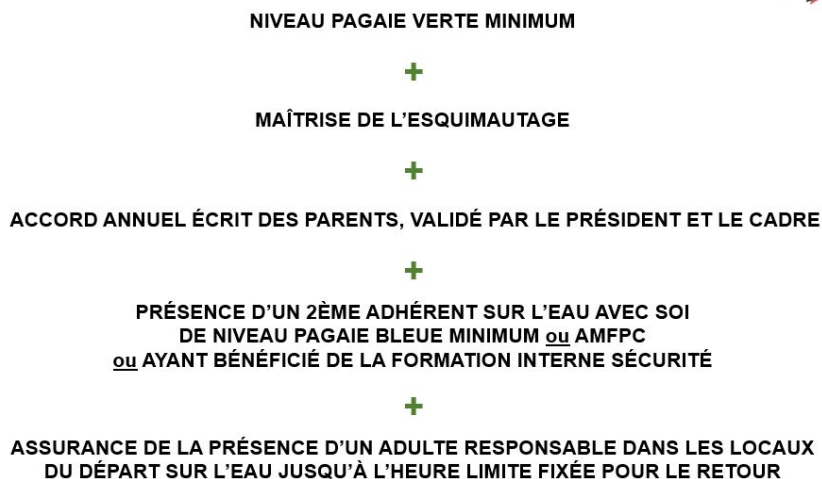 NIVEAU PAGAIE VERTE MINIMUM
+
MAÎTRISE DE L'ESQUIMAUTAGE
+
ACCORD ANNUEL ÉCRIT DES PARENTS, VALIDÉ PAR LE PRÉSIDENT ET LE CADRE
+
PRÉSENCE D'UN 2ÈME ADHÉRENT SUR L'EAU AVEC SOI
DE NIVEAU PAGAIE BLEUE MINIMUM ou AMFPC
ou AYANT BÉNÉFICIÉ DE LA FORMATION INTERNE SÉCURITÉ
+
ASSURANCE DE LA PRÉSENCE D'UN ADULTE RESPONSABLE DANS LES LOCAUX
DU DÉPART SUR L'EAU JUSQU'À L'HEURE LIMITE FIXÉE POUR LE RETOUR